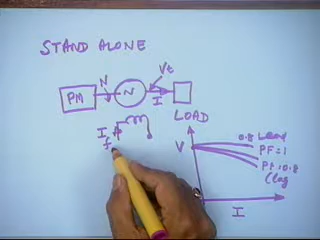 STAND ALONE
N
Vt
PM
N
I
LOAD
I
f
V
0.8 Lead
PF=1
PF=0.8
(lag
I